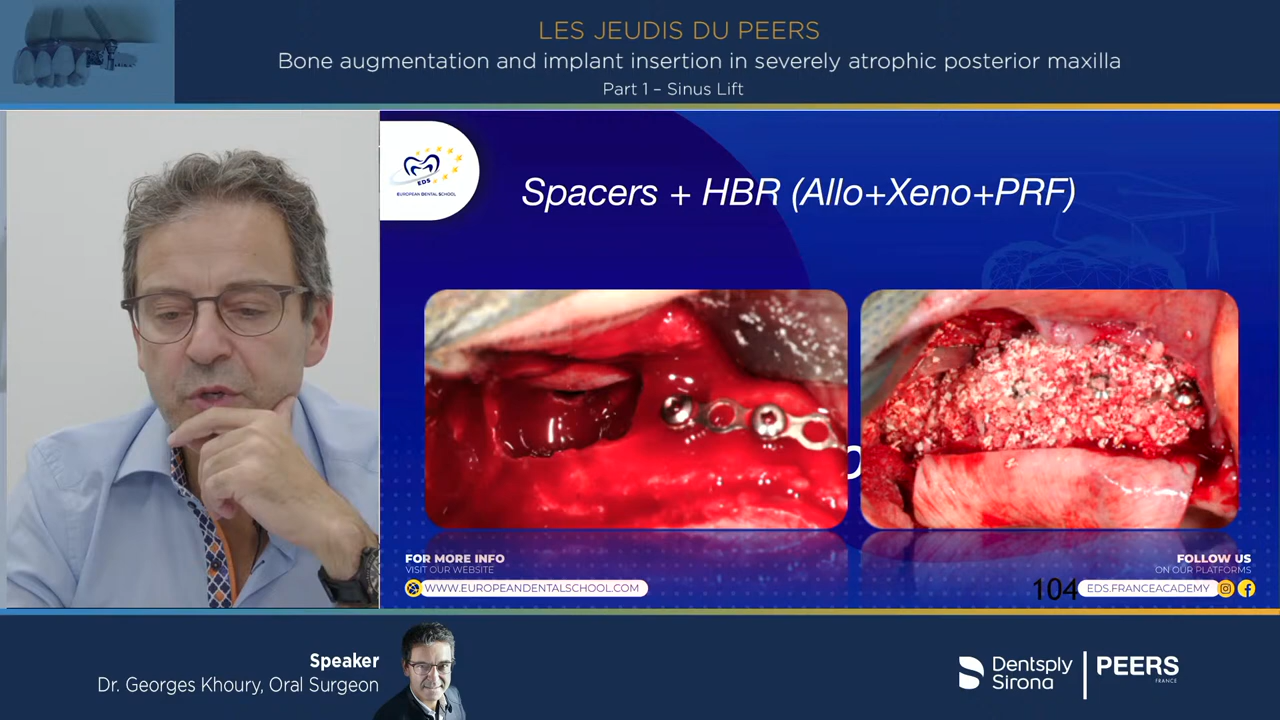 LES JEUDIS DU PEERS
Bone augmentation and implant insertion in severely atrophic posterior maxilla
Part 1 – Sinus Lift
EDS
EUROPEAN DENTAL SCHOOL
Spacers + HBR (Allo+Xeno+PRF)
FOR MORE INFO
VISIT OUR WEBSITE
WWW.EUROPEANDENTALSCHOOL.COM
FOLLOW US
ON OUR PLATFORMS
104
EDS.FRANCEACADEMY
Speaker
Dr. Georges Khoury, Oral Surgeon
Dentsply
Sirona
PEERS
FRANCE